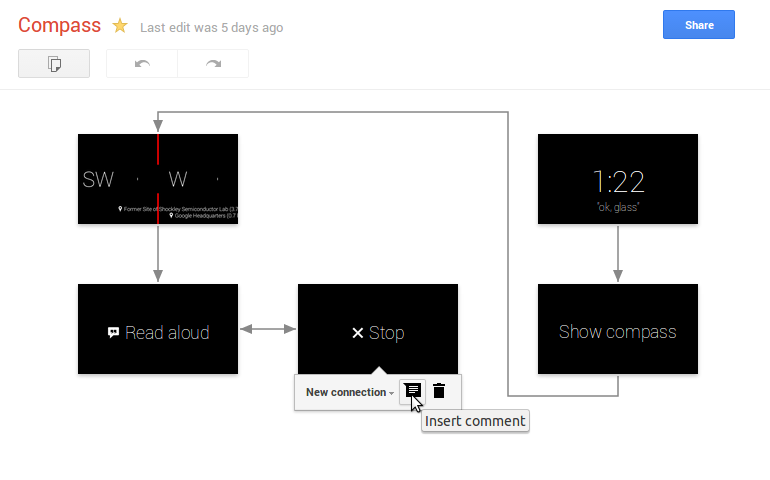 Compass
Last edit was 5 days ago
Share
SW W
Former Site of Shockley Semiconductor Lab (3.7
Google Headquarters (0.7
1:22
"ok, glass"
Read aloud
Stop
Show compass
New connection
Insert comment